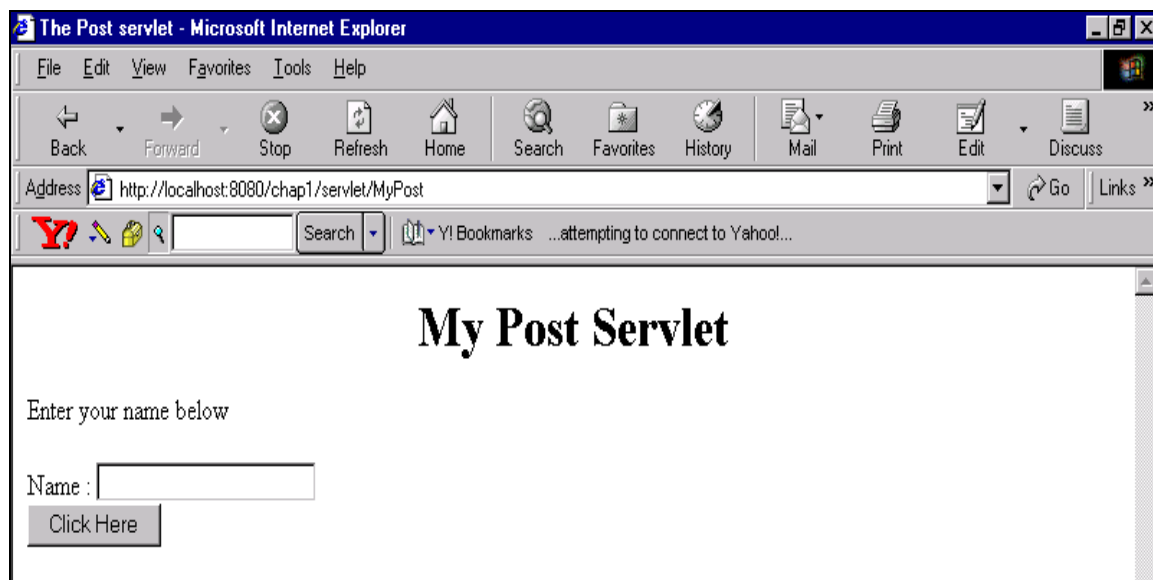 The Post servlet - Microsoft Internet Explorer
File Edit View Favorites Tools Help
Back Forward Stop Refresh Home Search Favorites History Mail Print Edit Discuss »
Address http://localhost:8080/chap1/servlet/MyPost Go Links »
Y! Search Y! Bookmarks ...attempting to connect to Yahoo!...
My Post Servlet
Enter your name below
Name :
Click Here